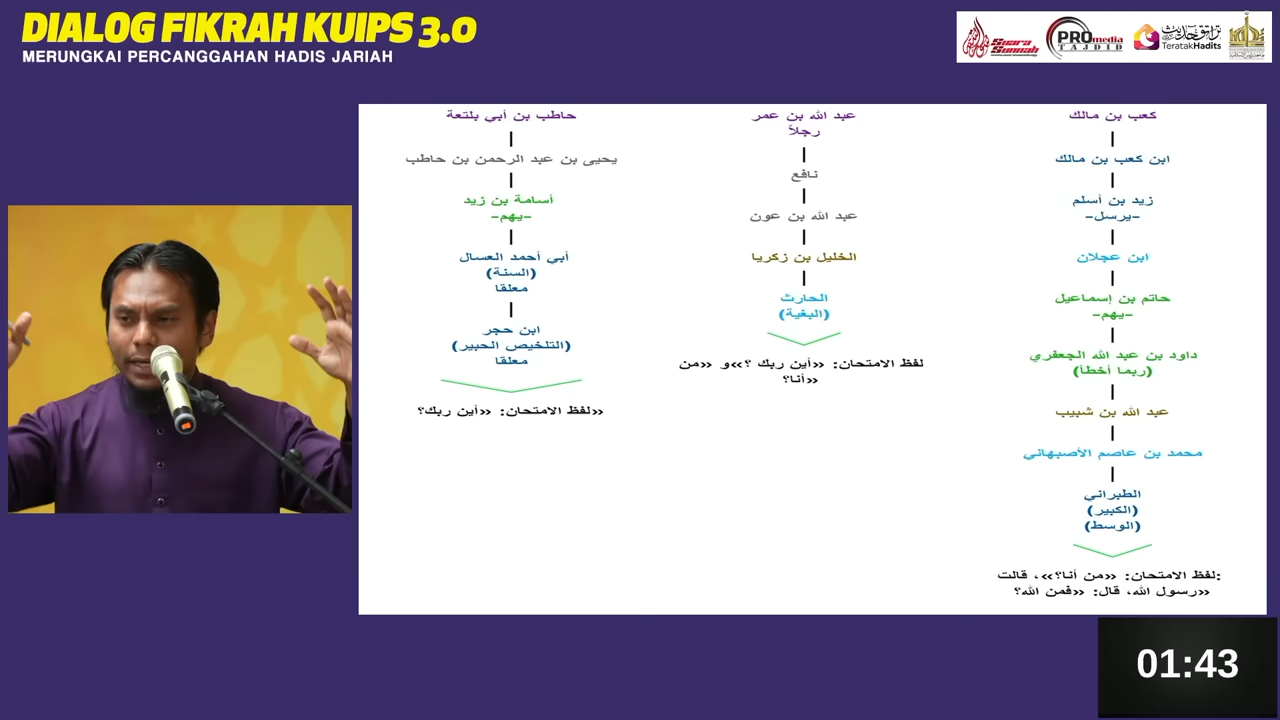 DIALOG FIKRAH KUIPS 3.0
MERUNGKAI PERCANGGAHAN HADIS JARIAH
Suara Sunnah
PROmedia
TAJDID
TeratakHadits
كعب بن مالك
ابن كعب بن مالك
زيد بن أسلم
-يرسل-
ابن عجلان
حاتم بن إسماعيل
-يهم-
داود بن عبد الله الجعفري
(ربما أخطأ)
عبد الله بن شبيب
محمد بن عاصم الأصبهاني
الطبراني
(الكبير)
(الوسط)
:لفظ الامتحان: «من أنا؟»، قالت
«رسول الله، قال: «فمن الله؟
عبد الله بن عمر
رجلاً
نافع
عبد الله بن عون
الخليل بن زكريا
الحارث
(البغية)
لفظ الامتحان: «أين ربك ؟»و «من
«أنا؟
حاطب بن أبي بلتعة
يحيى بن عبد الرحمن بن حاطب
أسامة بن زيد
-يهم-
أبي أحمد العسال
(السنة)
معلقا
ابن حجر
(التلخيص الحبير)
معلقا
«لفظ الامتحان: «أين ربك؟
01:43